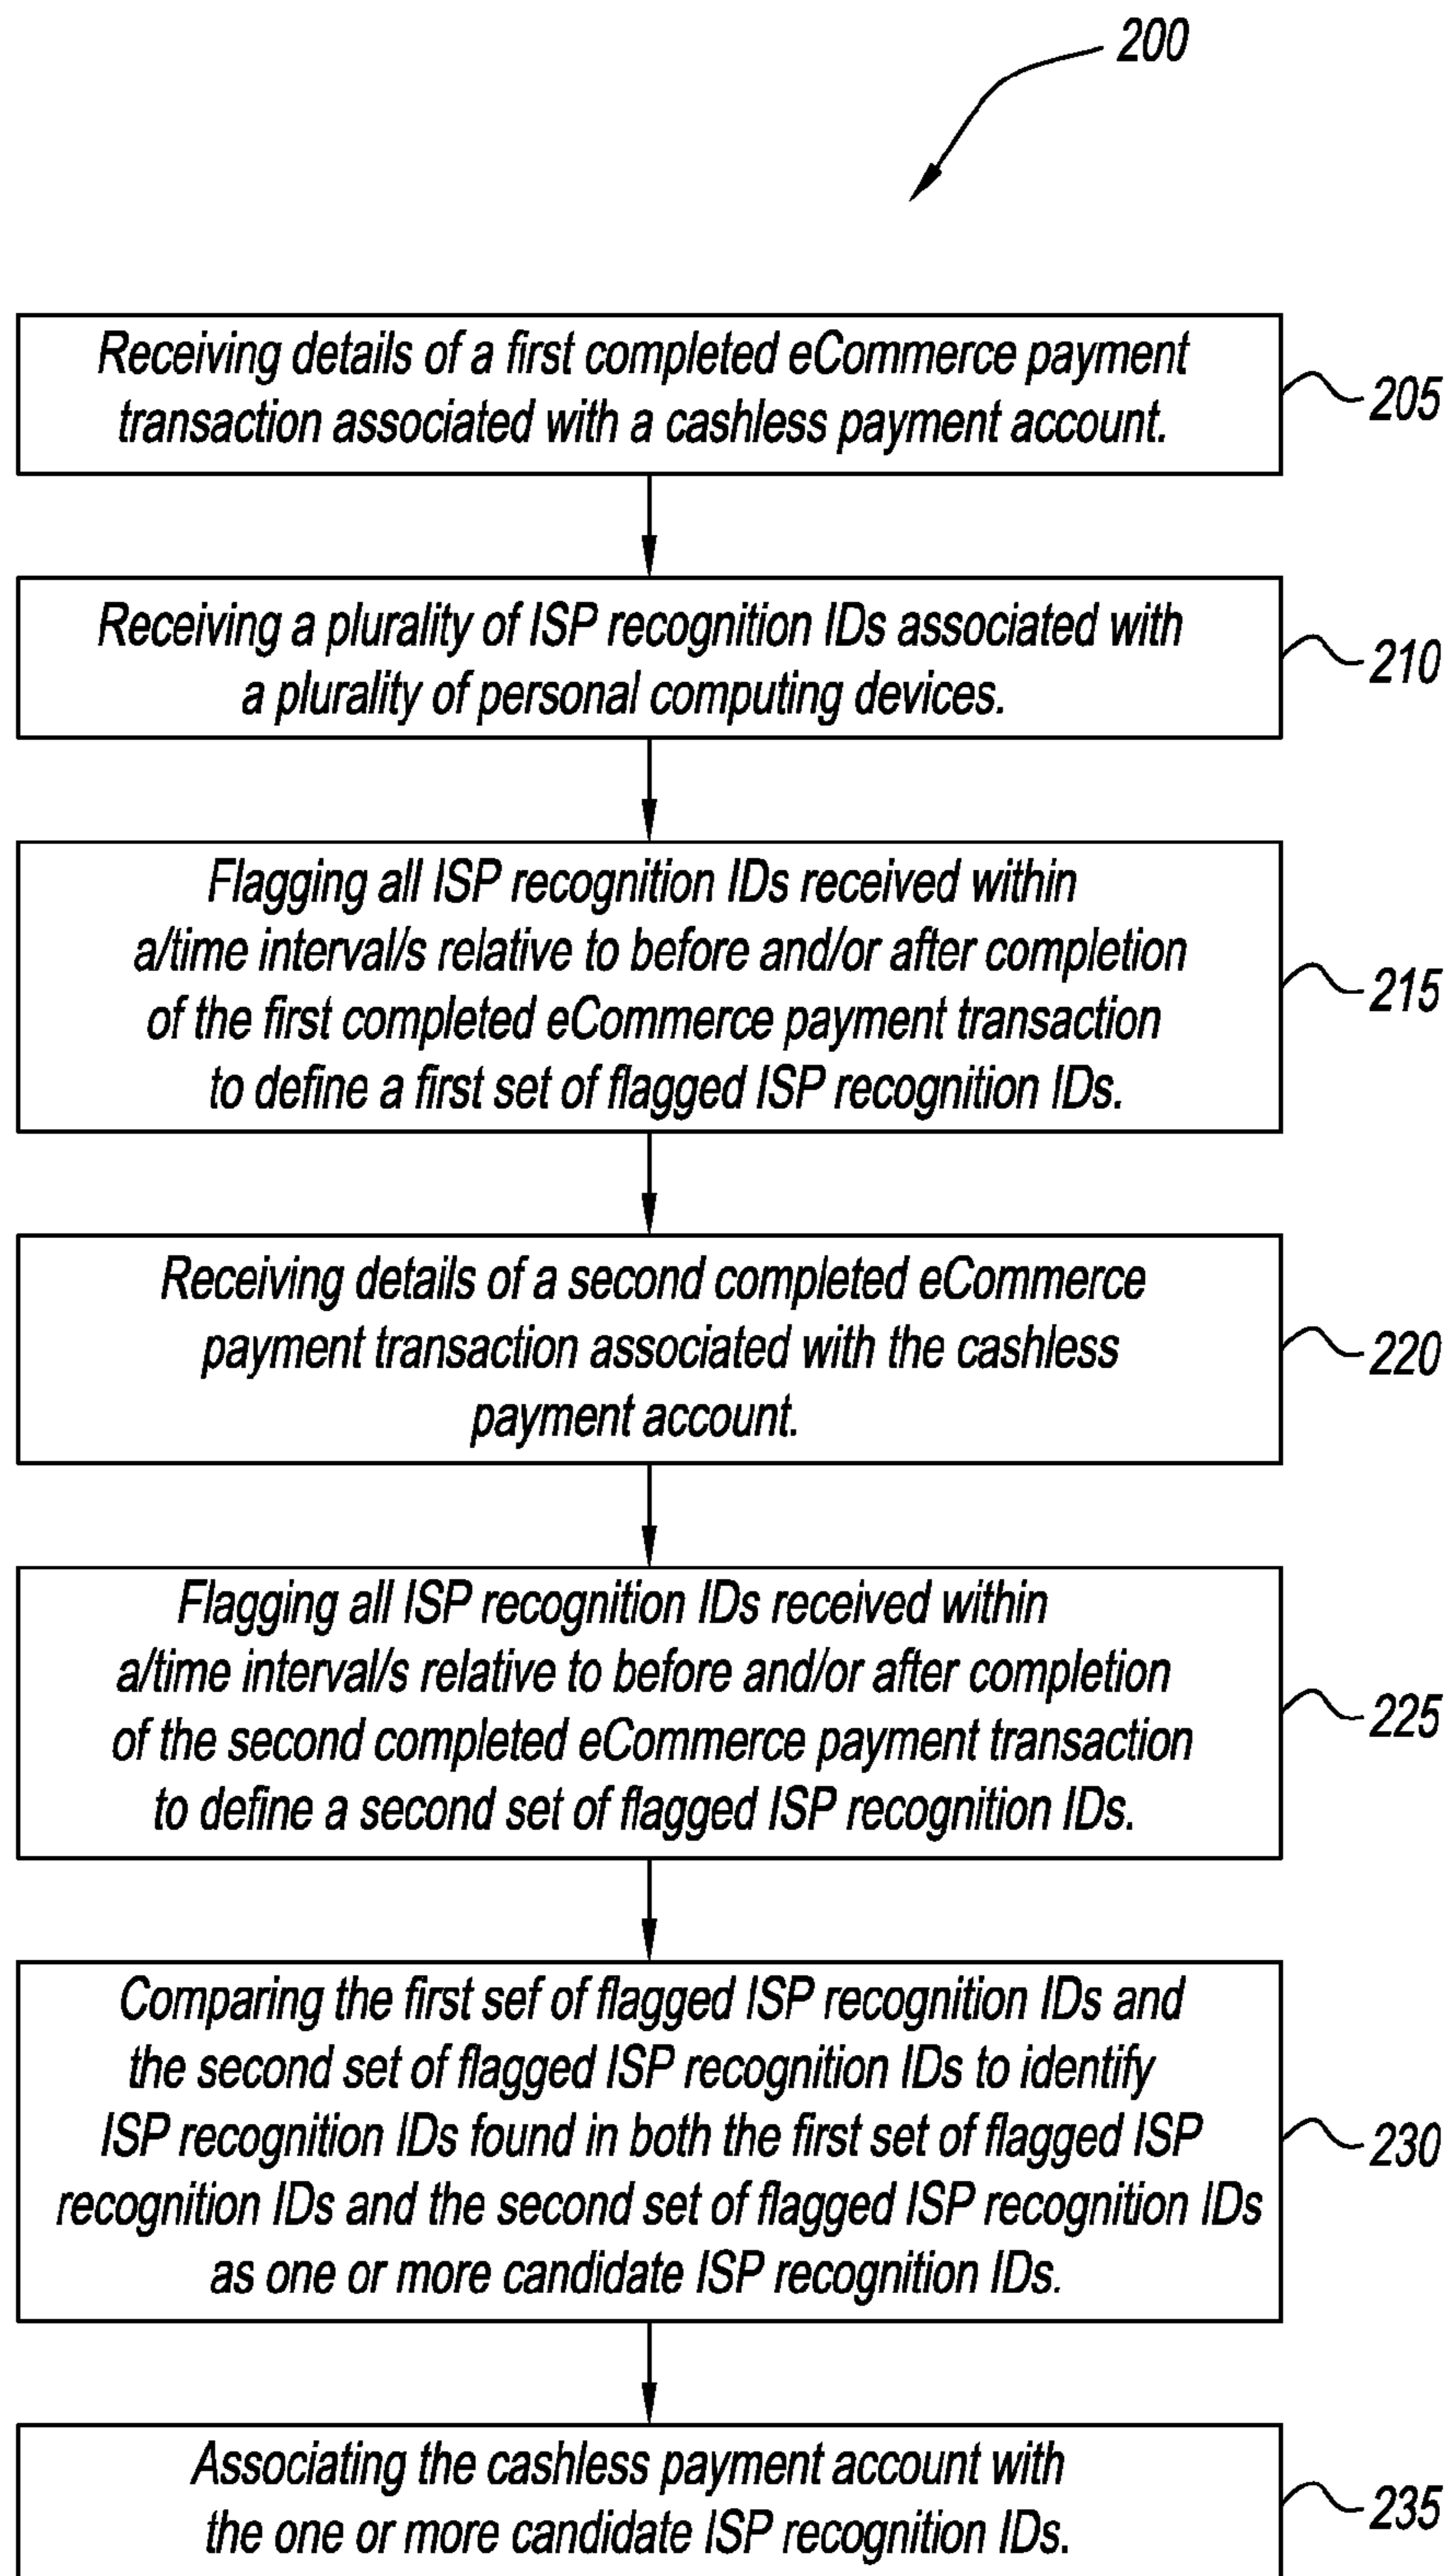 200
Receiving details of a first completed eCommerce payment
transaction associated with a cashless payment account.
205
Receiving a plurality of ISP recognition IDs associated with
a plurality of personal computing devices.
210
Flagging all ISP recognition IDs received within
a/time interval/s relative to before and/or after completion
of the first completed eCommerce payment transaction
to define a first set of flagged ISP recognition IDs.
215
Receiving details of a second completed eCommerce
payment transaction associated with the cashless
payment account.
220
Flagging all ISP recognition IDs received within
a/time interval/s relative to before and/or after completion
of the second completed eCommerce payment transaction
to define a second set of flagged ISP recognition IDs.
225
Comparing the first sef of flagged ISP recognition IDs and
the second set of flagged ISP recognition IDs to identify
ISP recognition IDs found in both the first set of flagged ISP
recognition IDs and the second set of flagged ISP recognition IDs
as one or more candidate ISP recognition IDs.
230
Associating the cashless payment account with
the one or more candidate ISP recognition IDs.
235